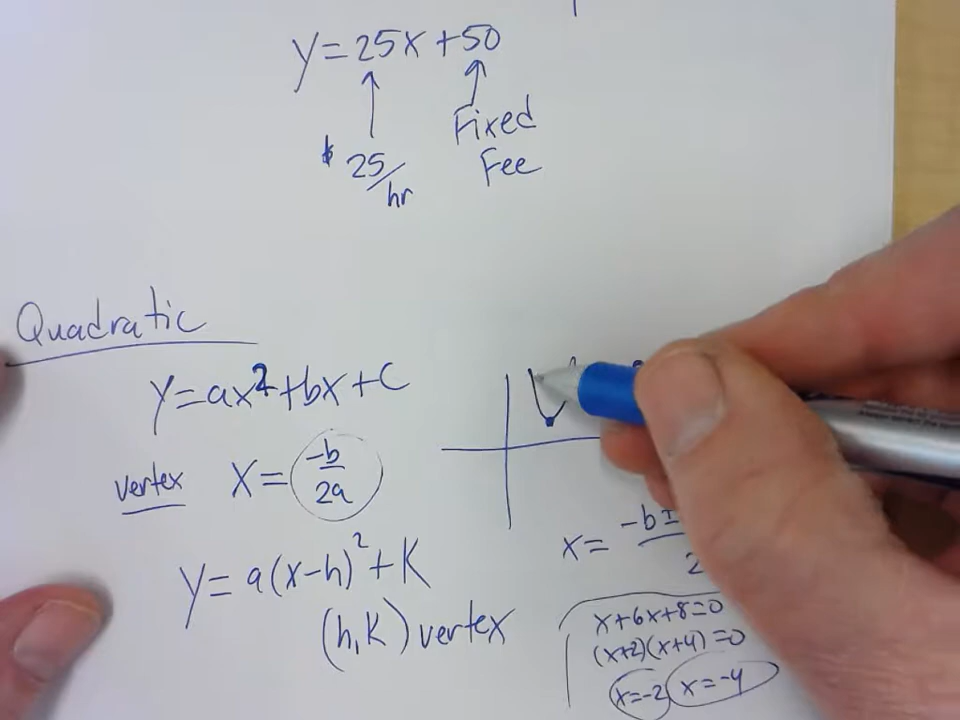 y=25x+50
$25/hr
Fixed
Fee
Quadratic
y=ax²+bx+c
vertex x=-b/2a
y=a(x-h)²+K
(h,K) vertex
x=-b±
2
x+6x+8=0
(x+2)(x+4)=0
x=-2 x=-4